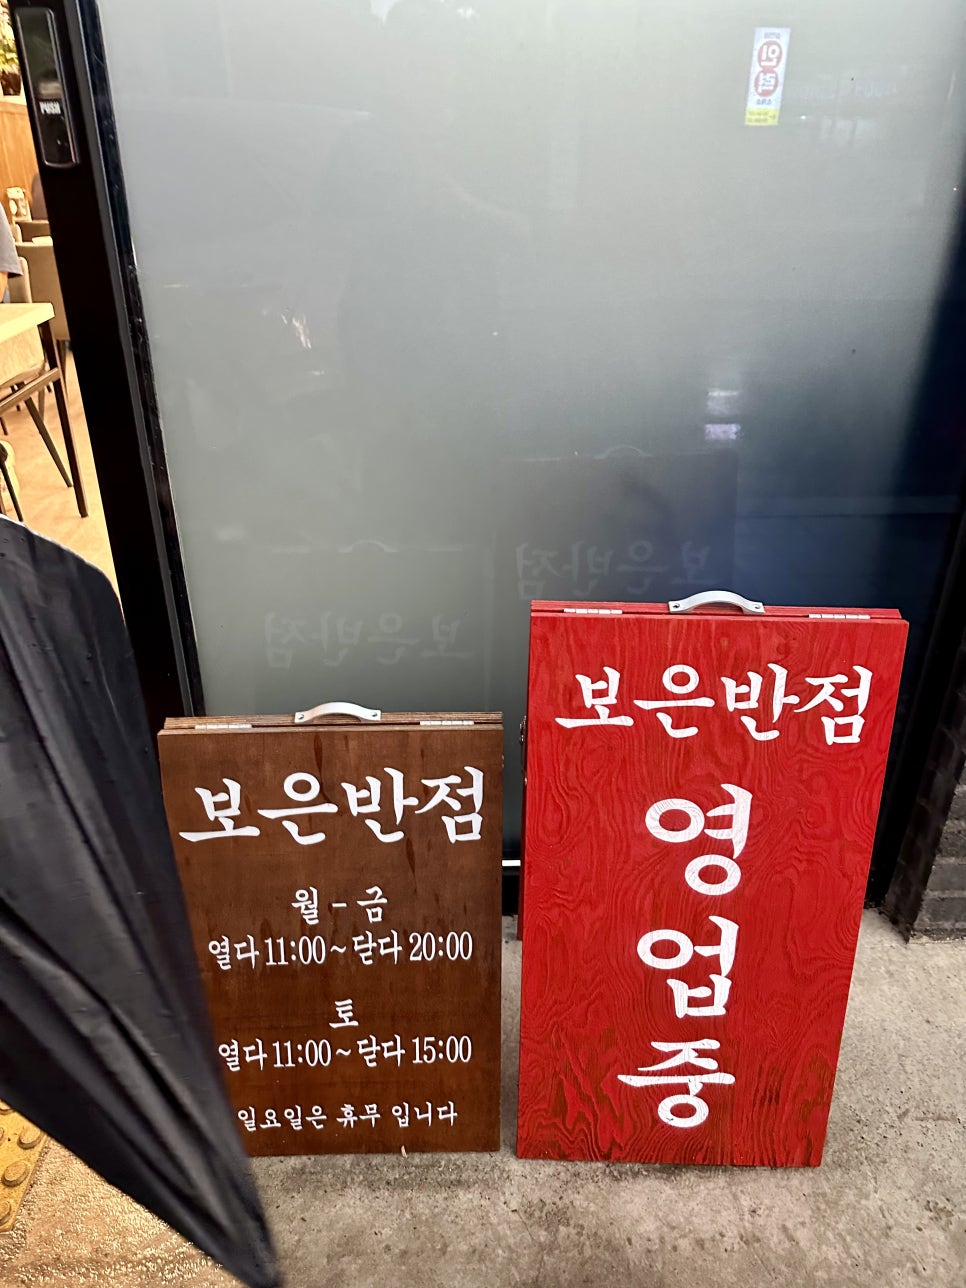 PUSH
보은반점
월 - 금
열다 11:00 ~ 닫다 20:00
토
열다 11:00 ~ 닫다 15:00
일요일은 휴무 입니다
보은반점
영
업
중